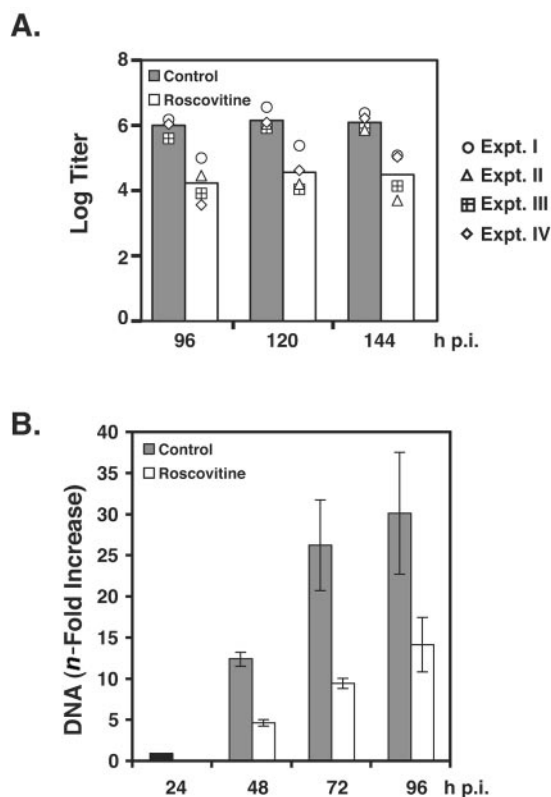 A.
8
6
4
2
0
Log Titer
Control
Roscovitine
Expt. I
Expt. II
Expt. III
Expt. IV
96 120 144 h p.i.
B.
40
35
30
25
20
15
10
5
0
DNA (n-Fold Increase)
Control
Roscovitine
24 48 72 96 h p.i.